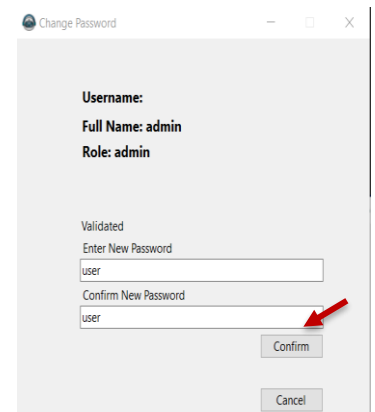 Change Password
Username:
Full Name: admin
Role: admin
Validated
Enter New Password
user
Confirm New Password
user
Confirm
Cancel